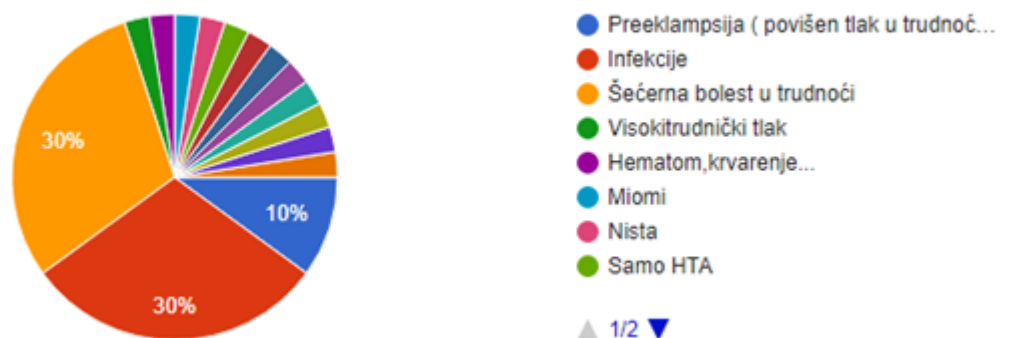 30%
10%
30%
Preeklampsija ( povišen tlak u trudnoć...
Infekcije
Šećerna bolest u trudnoći
Visokitrudnički tlak
Hematom,krvarenje...
Miomi
Nista
Samo HTA
1/2